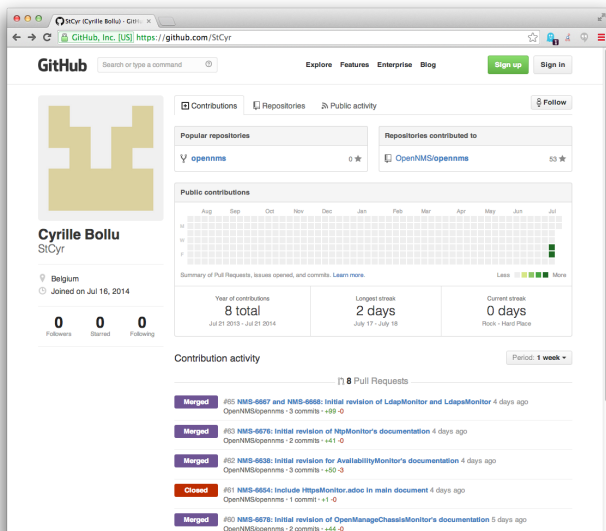 StCyr (Cyrille Bollu) · GitHub
GitHub, Inc. [US] https://github.com/StCyr
GitHub
Search or type a command
Explore Features Enterprise Blog
Sign up
Sign in
Contributions
Repositories
Public activity
Follow
Popular repositories
opennms 0
Repositories contributed to
OpenNMS/opennms 53
Public contributions
Aug Sep Oct Nov Dec Jan Feb Mar Apr May Jun Jul
M
W
F
Summary of Pull Requests, issues opened, and commits. Learn more.
Less More
Year of contributions
8 total
Jul 21 2013 - Jul 21 2014
Longest streak
2 days
July 17 - July 18
Current streak
0 days
Rock - Hard Place
Cyrille Bollu
StCyr
Belgium
Joined on Jul 16, 2014
0 Followers
0 Starred
0 Following
Contribution activity
Period: 1 week
8 Pull Requests
Merged #65 NMS-6667 and NMS-6668: Initial revision of LdapMonitor and LdapsMonitor 4 days ago
OpenNMS/opennms · 3 commits · +99 -0
Merged #63 NMS-6676: Initial revision of NtpMonitor's documentation 4 days ago
OpenNMS/opennms · 2 commits · +41 -0
Merged #62 NMS-6638: Initial revision for AvailabilityMonitor's documentation 4 days ago
OpenNMS/opennms · 3 commits · +50 -3
Closed #61 NMS-6654: Include HttpsMonitor.adoc in main document 4 days ago
OpenNMS/opennms · 1 commit · +1 -0
Merged #60 NMS-6678: Initial revision of OpenManageChassisMonitor's documentation 5 days ago
OpenNMS/opennms · 2 commits · +44 -0